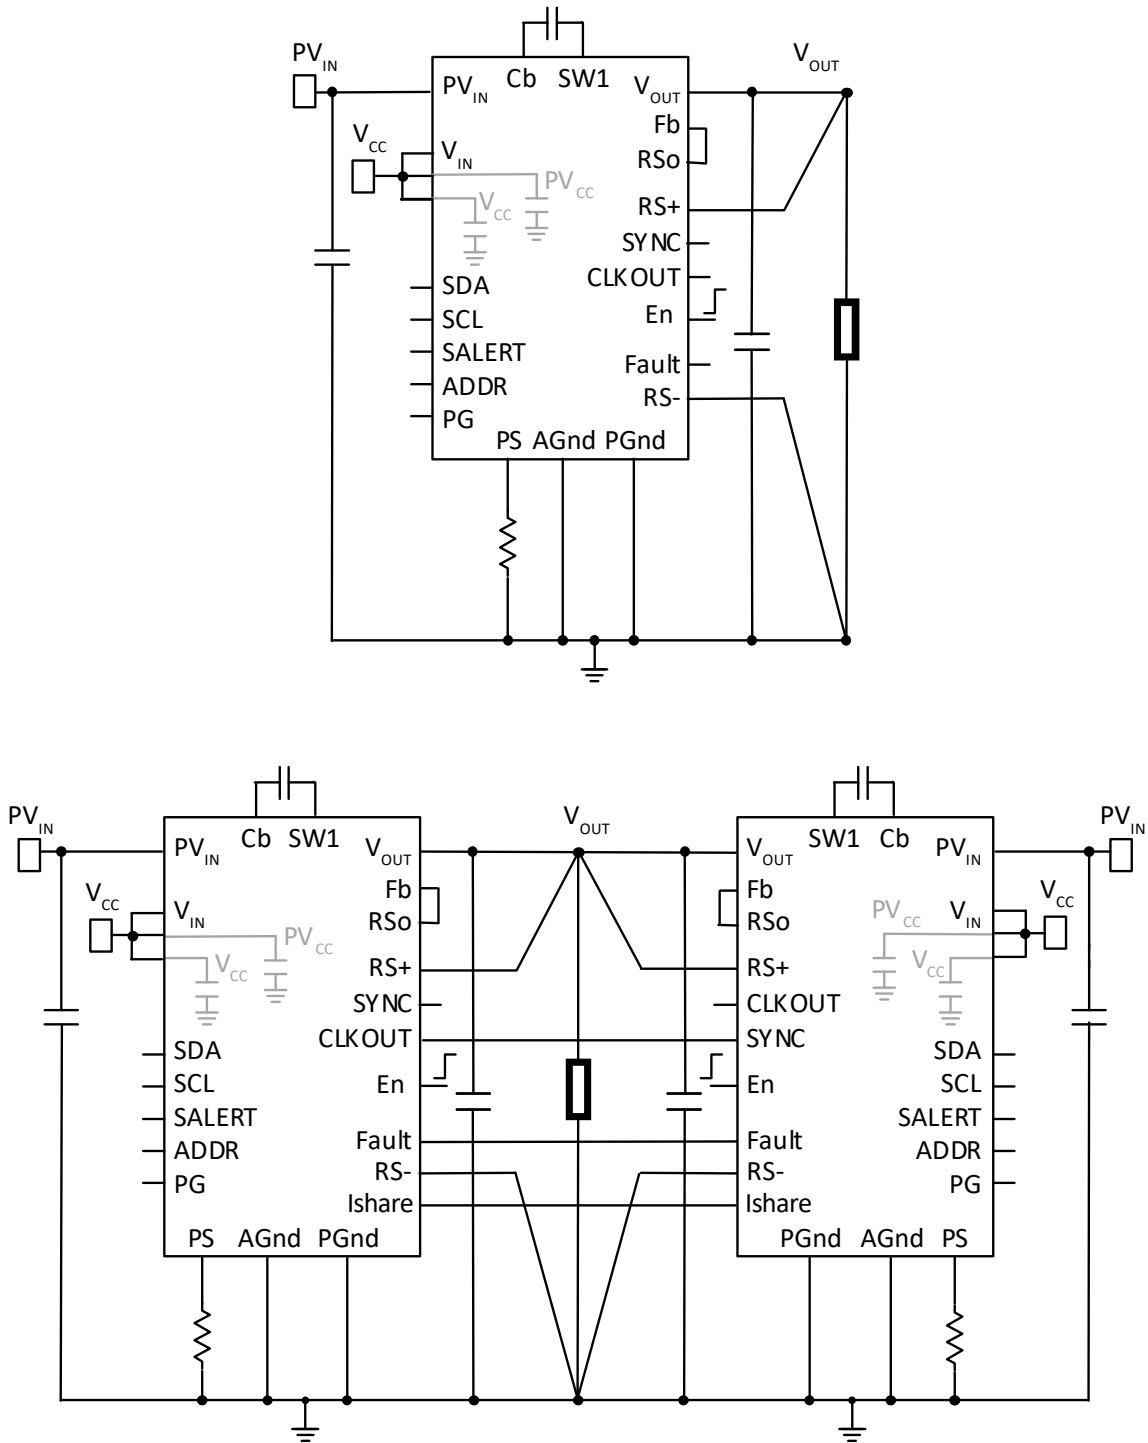 PV_IN
V_OUT
Cb SW1
PV_IN V_OUT
Fb
V_CC
V_IN RSo
PV_CC
V_CC RS+
SYNC
CLKOUT
SDA
En
SCL
SALERT
Fault
ADDR
RS-
PG
PS AGnd PGnd
PV_IN V_OUT PV_IN
Cb SW1 SW1 Cb
PV_IN V_OUT V_OUT PV_IN
V_CC Fb Fb V_CC
V_IN RSo RSo V_IN
PV_CC PV_CC
V_CC RS+ RS+ V_CC
SYNC CLKOUT
CLKOUT SYNC
SDA SDA
SCL En En SCL
SALERT SALERT
Fault Fault
ADDR ADDR
RS- RS-
PG PG
Ishare Ishare
PS AGnd PGnd PGnd AGnd PS